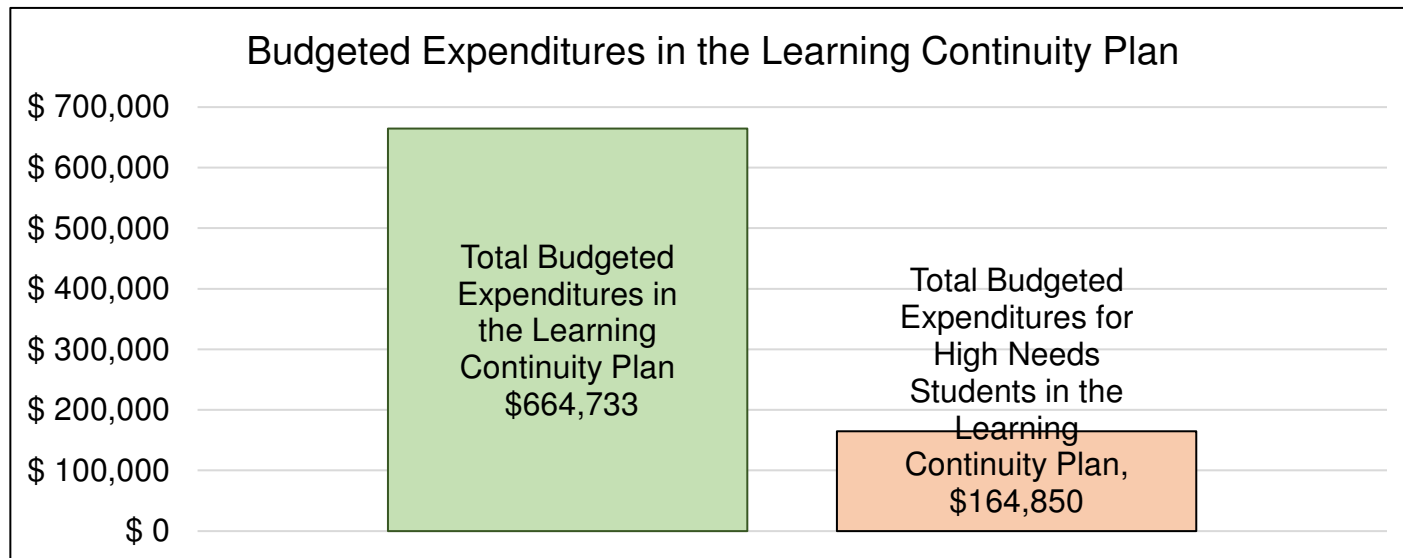 Budgeted Expenditures in the Learning Continuity Plan
$ 700,000
$ 600,000
$ 500,000
$ 400,000
$ 300,000
$ 200,000
$ 100,000
$ 0
Total Budgeted
Expenditures in
the Learning
Continuity Plan
$664,733
Total Budgeted
Expenditures for
High Needs
Students in the
Learning
Continuity Plan,
$164,850